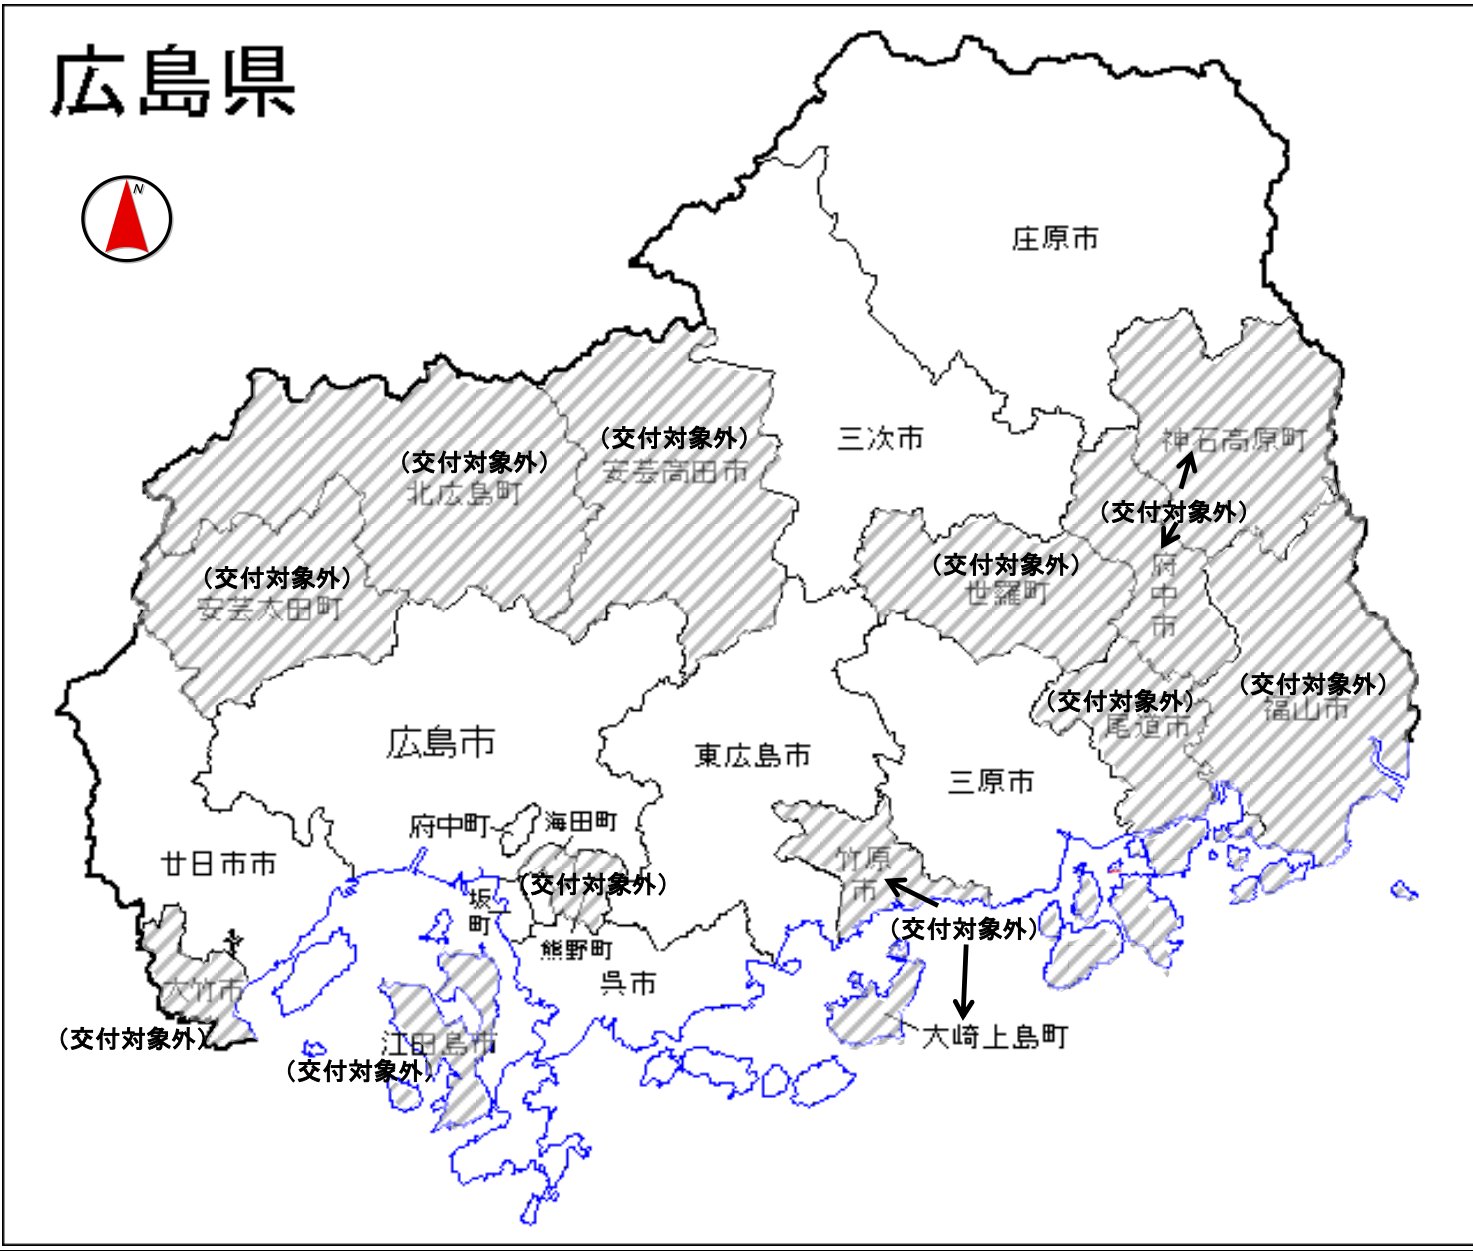 広島県
N
庄原市
三次市
(交付対象外)
安芸高田市
(交付対象外)
北広島町
神石高原町
(交付対象外)
府中市
(交付対象外)
世羅町
(交付対象外)
安芸太田町
(交付対象外)
福山市
(交付対象外)
尾道市
広島市
東広島市
三原市
府中町
海田町
廿日市市
(交付対象外)
坂町
熊野町
竹原市
(交付対象外)
大崎上島町
呉市
大竹市
(交付対象外)
江田島市
(交付対象外)